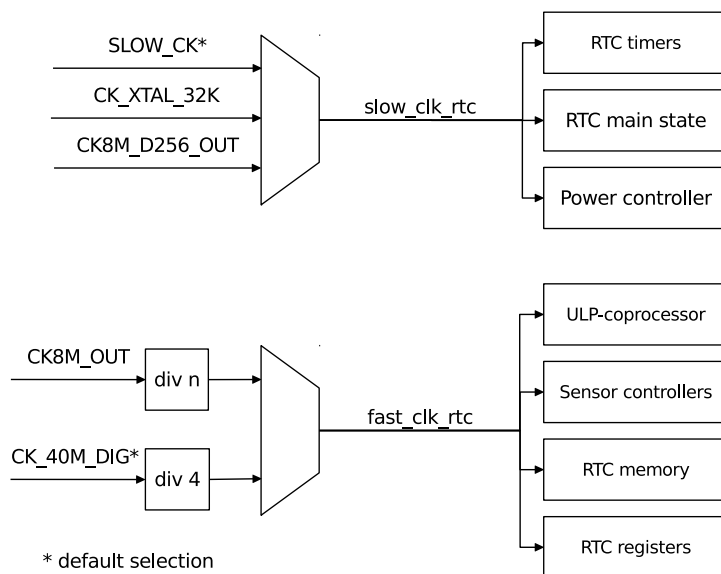 SLOW_CK*
CK_XTAL_32K
CK8M_D256_OUT
slow_clk_rtc
RTC timers
RTC main state
Power controller
CK8M_OUT
div n
CK_40M_DIG*
div 4
fast_clk_rtc
ULP-coprocessor
Sensor controllers
RTC memory
RTC registers
* default selection